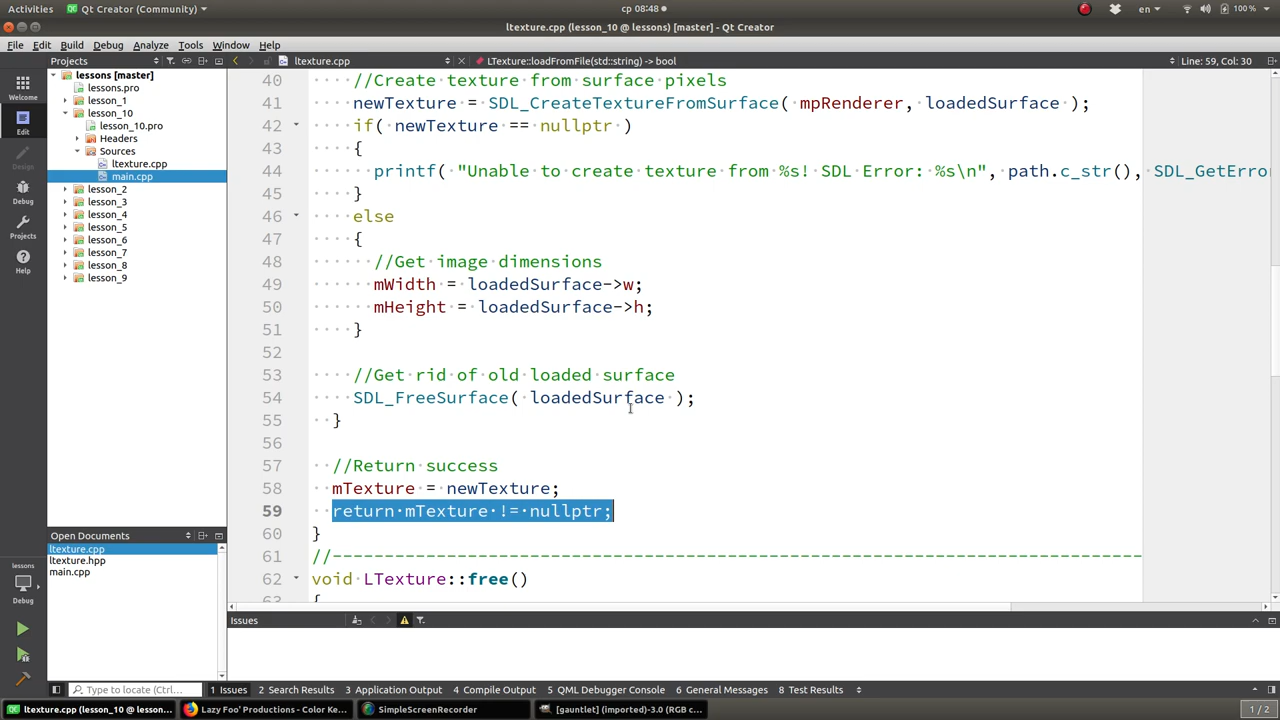 Activities Qt Creator (Community) ср 08:48 en 100 %
ltexture.cpp (lesson_10 @ lessons) [master] - Qt Creator
File Edit Build Debug Analyze Tools Window Help
Projects ltexture.cpp LTexture::loadFromFile(std::string) -> bool Line: 59, Col: 30
lessons [master]
lessons.pro
lesson_1
lesson_10
lesson_10.pro
Headers
Sources
ltexture.cpp
main.cpp
lesson_2
lesson_3
lesson_4
lesson_5
lesson_6
lesson_7
lesson_8
lesson_9
Welcome
Edit
Design
Debug
Projects
Help
40 //Create texture from surface pixels
41 newTexture = SDL_CreateTextureFromSurface( mpRenderer, loadedSurface );
42 if( newTexture == nullptr )
43 {
44 printf( "Unable to create texture from %s! SDL Error: %s\n", path.c_str(), SDL_GetError
45 }
46 else
47 {
48 //Get image dimensions
49 mWidth = loadedSurface->w;
50 mHeight = loadedSurface->h;
51 }
52
53 //Get rid of old loaded surface
54 SDL_FreeSurface( loadedSurface );
55 }
56
57 //Return success
58 mTexture = newTexture;
59 return mTexture != nullptr;
60 }
61 //------------------------------------------------------------------------------
62 void LTexture::free()
63 {
Open Documents
ltexture.cpp
ltexture.hpp
main.cpp
lessons
Debug
Issues
Type to locate (Ctrl+K) 1 Issues 2 Search Results 3 Application Output 4 Compile Output 5 QML Debugger Console 6 General Messages 8 Test Results
ltexture.cpp (lesson_10 @ lesson... Lazy Foo' Productions - Color Ke... SimpleScreenRecorder [gauntlet] (imported)-3.0 (RGB c... 1 / 2